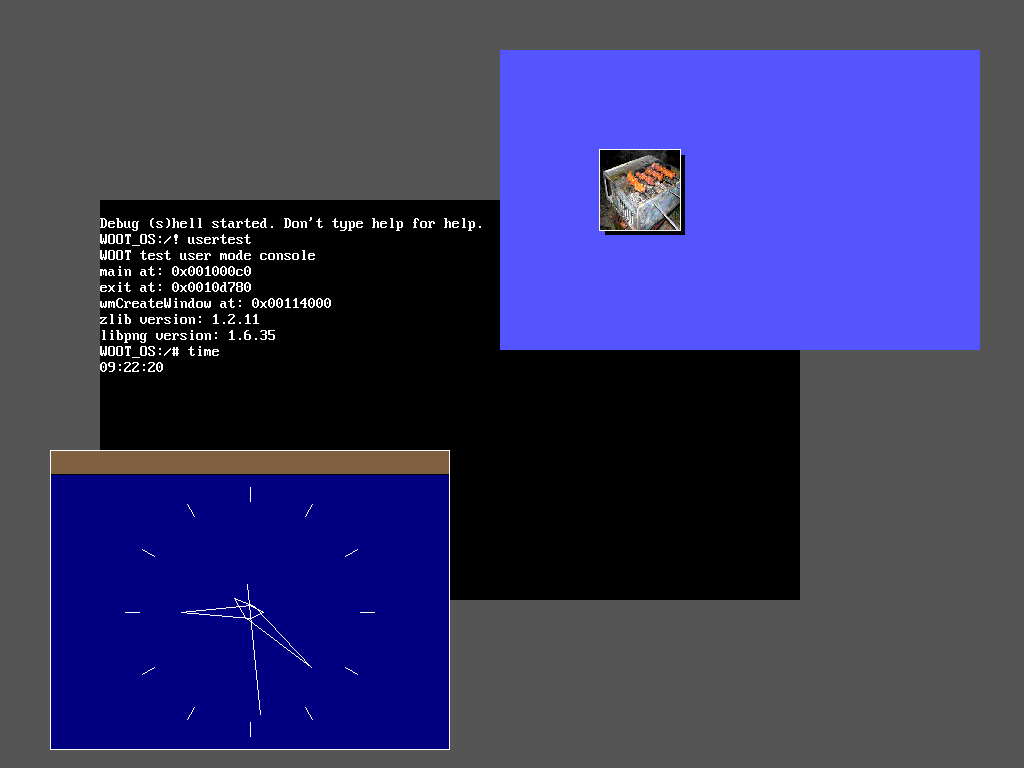 Debug (s)hell started. Don't type help for help.
WOOT_OS:/! usertest
WOOT test user mode console
main at: 0x001000c0
exit at: 0x0010d780
wmCreateWindow at: 0x00114000
zlib version: 1.2.11
libpng version: 1.6.35
WOOT_OS:/# time
09:22:20